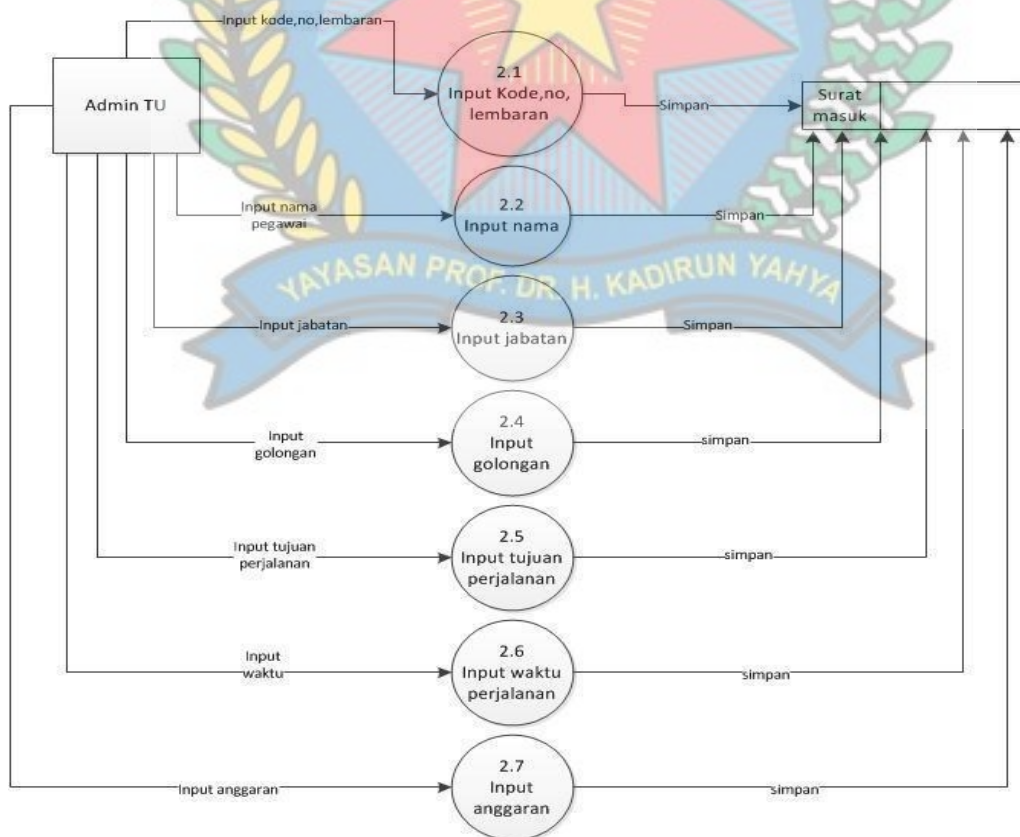 Input kode,no,lembaran
Admin TU
2.1
Input Kode,no,
lembaran
Simpan
Surat
masuk
Input nama
pegawai
2.2
Input nama
Simpan
YAYASAN PROF. DR. H. KADIRUN YAHYA
Input jabatan
2.3
Input jabatan
Simpan
Input
golongan
2.4
Input
golongan
simpan
Input tujuan
perjalanan
2.5
Input tujuan
perjalanan
simpan
Input
waktu
2.6
Input waktu
perjalanan
simpan
Input anggaran
2.7
Input
anggaran
simpan